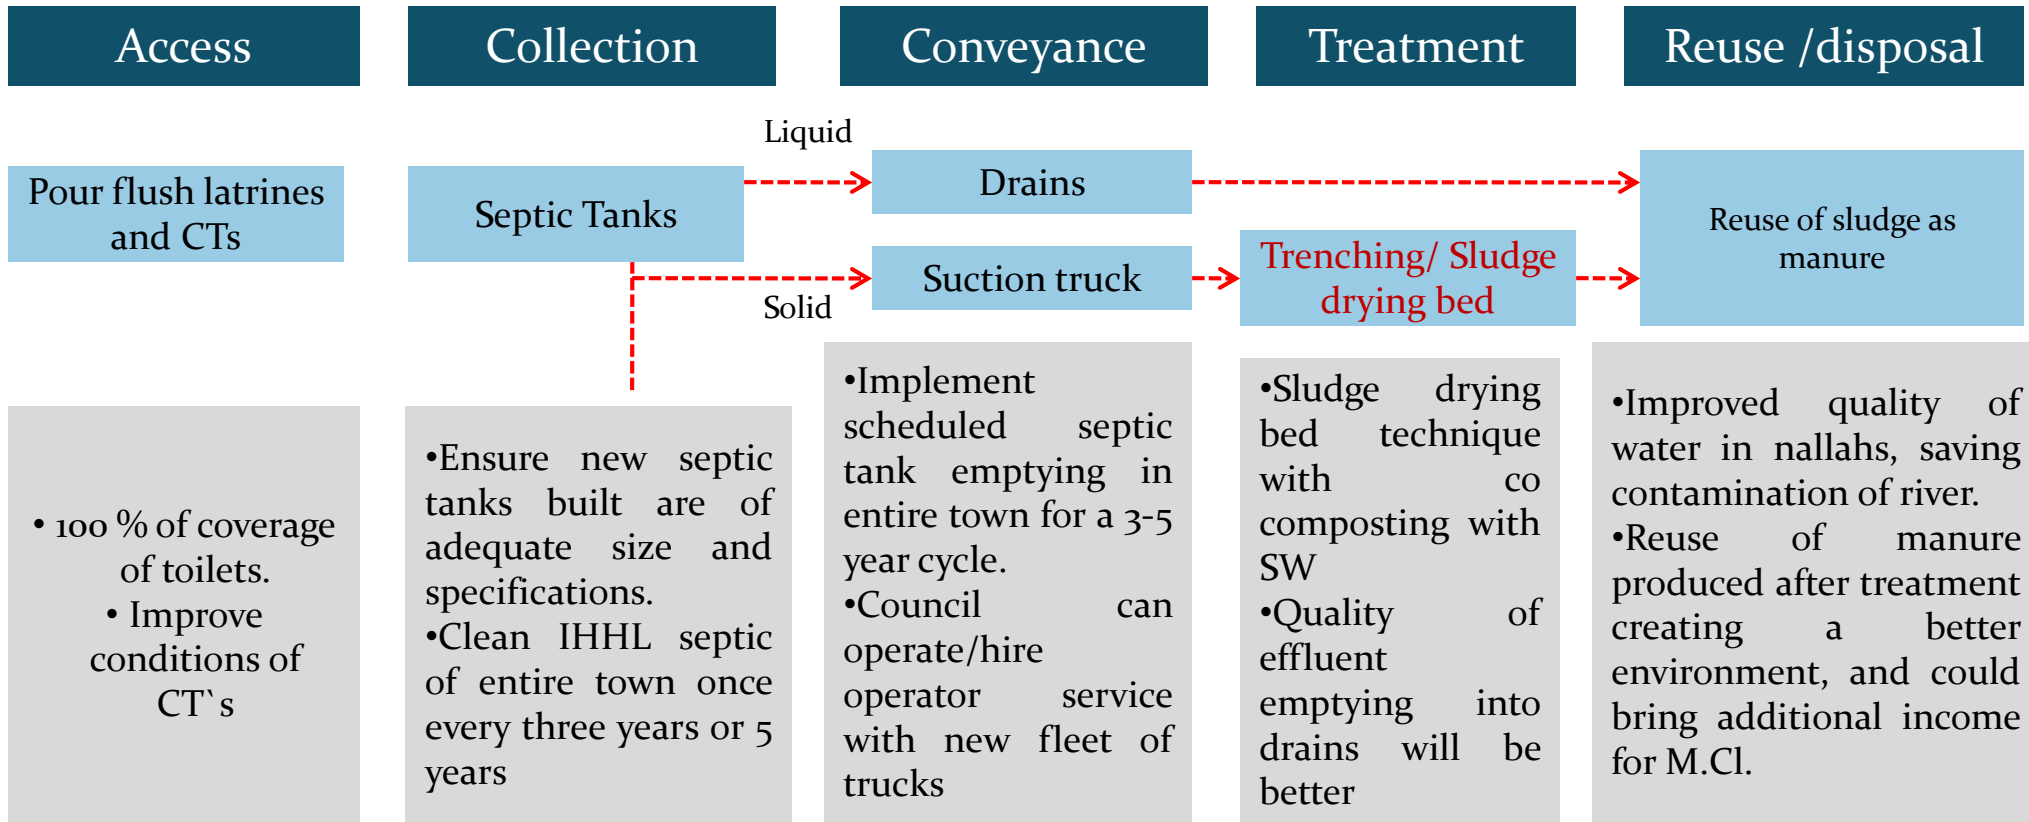 Access
Collection
Conveyance
Treatment
Reuse /disposal
Pour flush latrines
and CTs
Septic Tanks
Liquid
Solid
Drains
Suction truck
Trenching/ Sludge
drying bed
Reuse of sludge as
manure
• 100 % of coverage
of toilets.
• Improve
conditions of
CT`s
•Ensure new septic
tanks built are of
adequate size and
specifications.
•Clean IHHL septic
of entire town once
every three years or 5
years
•Implement
scheduled septic
tank emptying in
entire town for a 3-5
year cycle.
•Council can
operate/hire
operator service
with new fleet of
trucks
•Sludge drying
bed technique
with co
composting with
SW
•Quality of
effluent
emptying into
drains will be
better
•Improved quality of
water in nallahs, saving
contamination of river.
•Reuse of manure
produced after treatment
creating a better
environment, and could
bring additional income
for M.Cl.